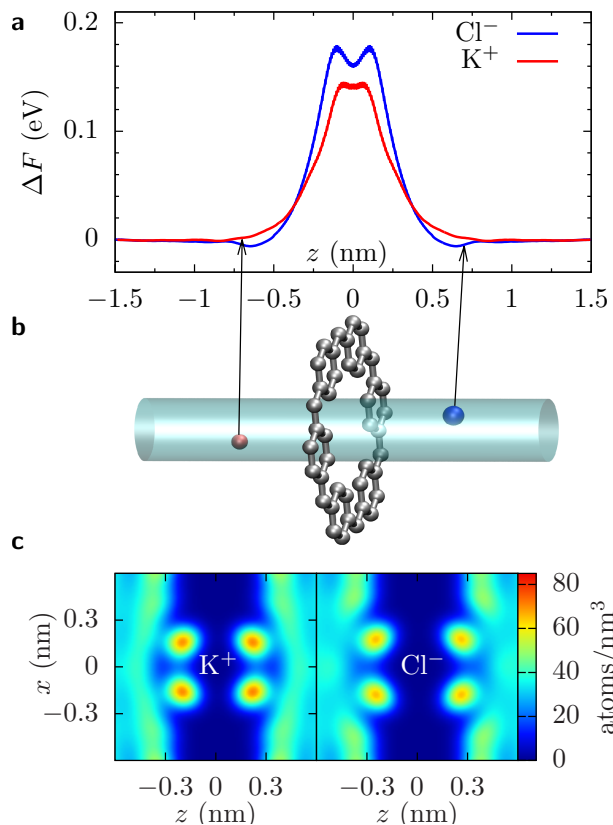 a
0.2
0.1
0
ΔF (eV)
Cl⁻
K⁺
z (nm)
−1.5 −1 −0.5 0 0.5 1 1.5
b
c
0.3
0
−0.3
x (nm)
K⁺
Cl⁻
−0.3 0 0.3
−0.3 0 0.3
z (nm)
z (nm)
80
60
40
20
0
atoms/nm³